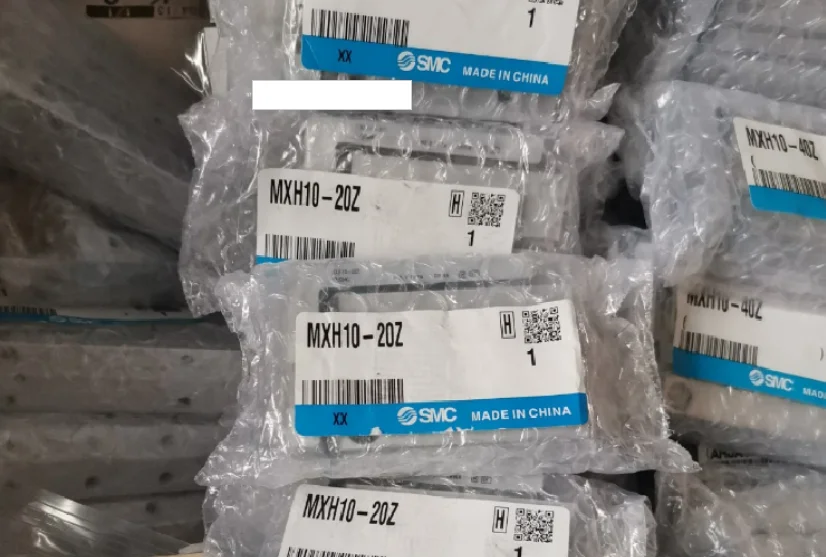 1
XX SMC MADE IN CHINA
MXH10-20Z H
1
MXH10-20Z H
1
XX SMC MADE IN CHINA
MXH10-20Z H
1
MXH10-40Z
MXH10-40Z
SMC
SMC